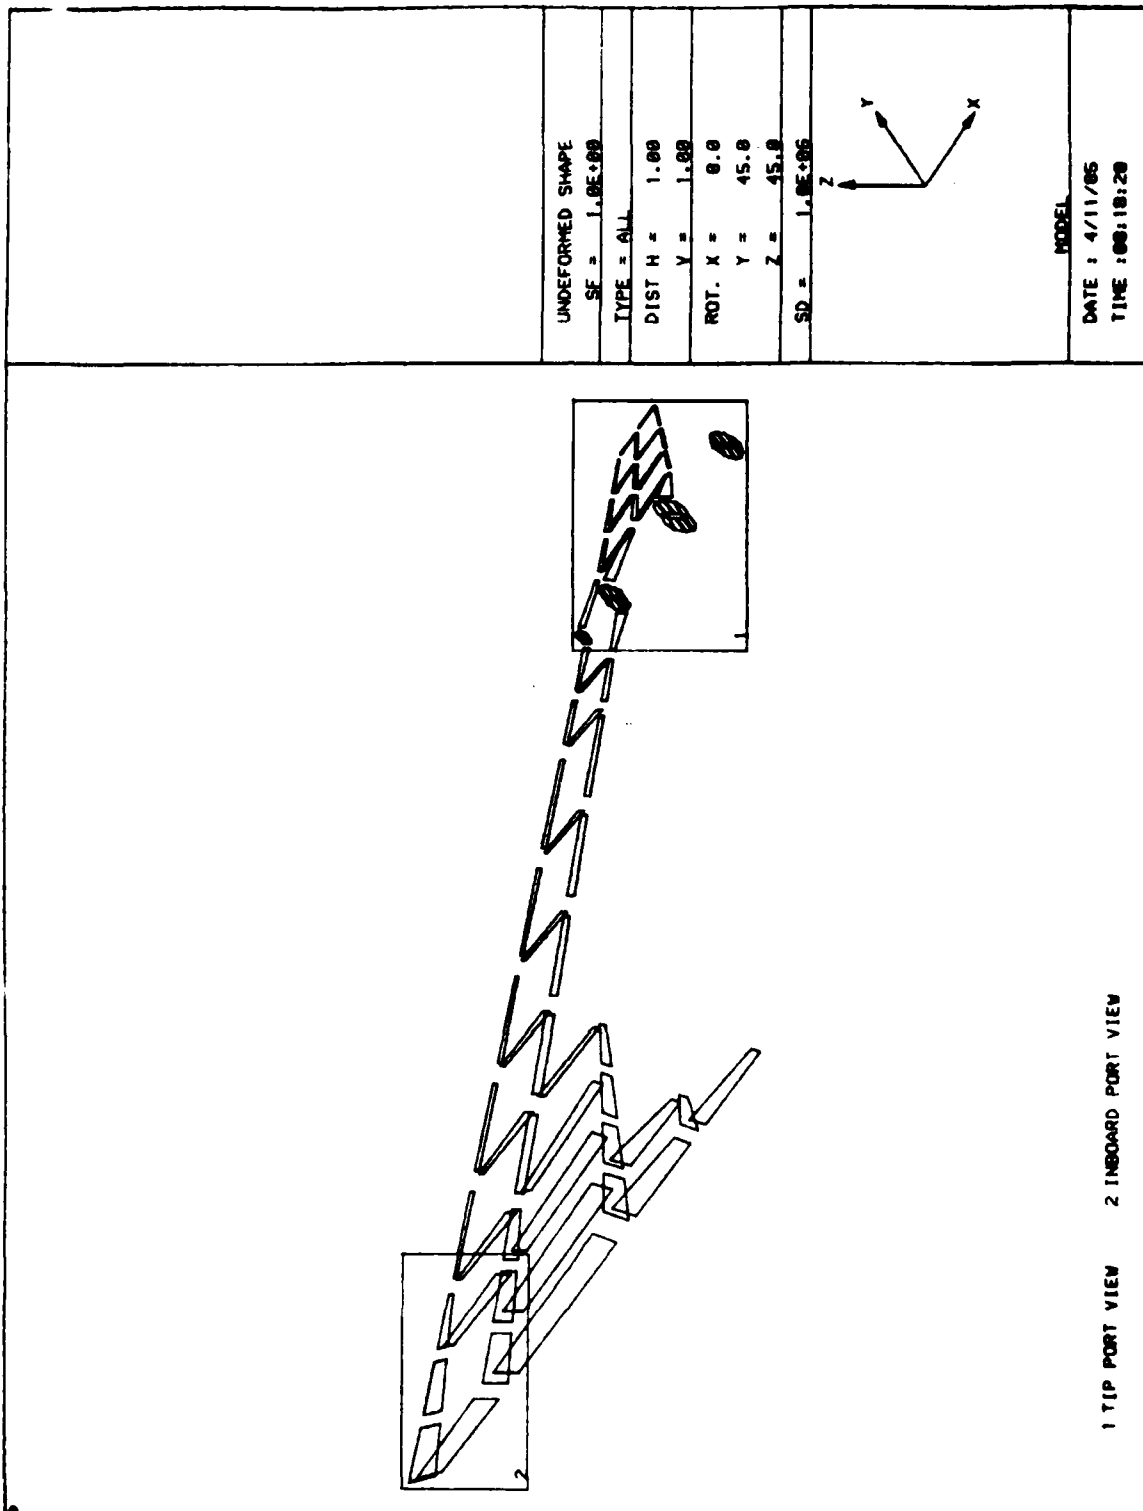 UNDEFORMED SHAPE
SF = 1.0E+00
TYPE = ALL
DIST H = 1.00
V = 1.00
ROT. X = 0.0
Y = 45.0
Z = 45.0
SD = 1.0E+06
Z
Y
X
MODEL
DATE : 4/11/86
TIME :08:18:20
1
2
1 TIP PORT VIEW 2 INBOARD PORT VIEW